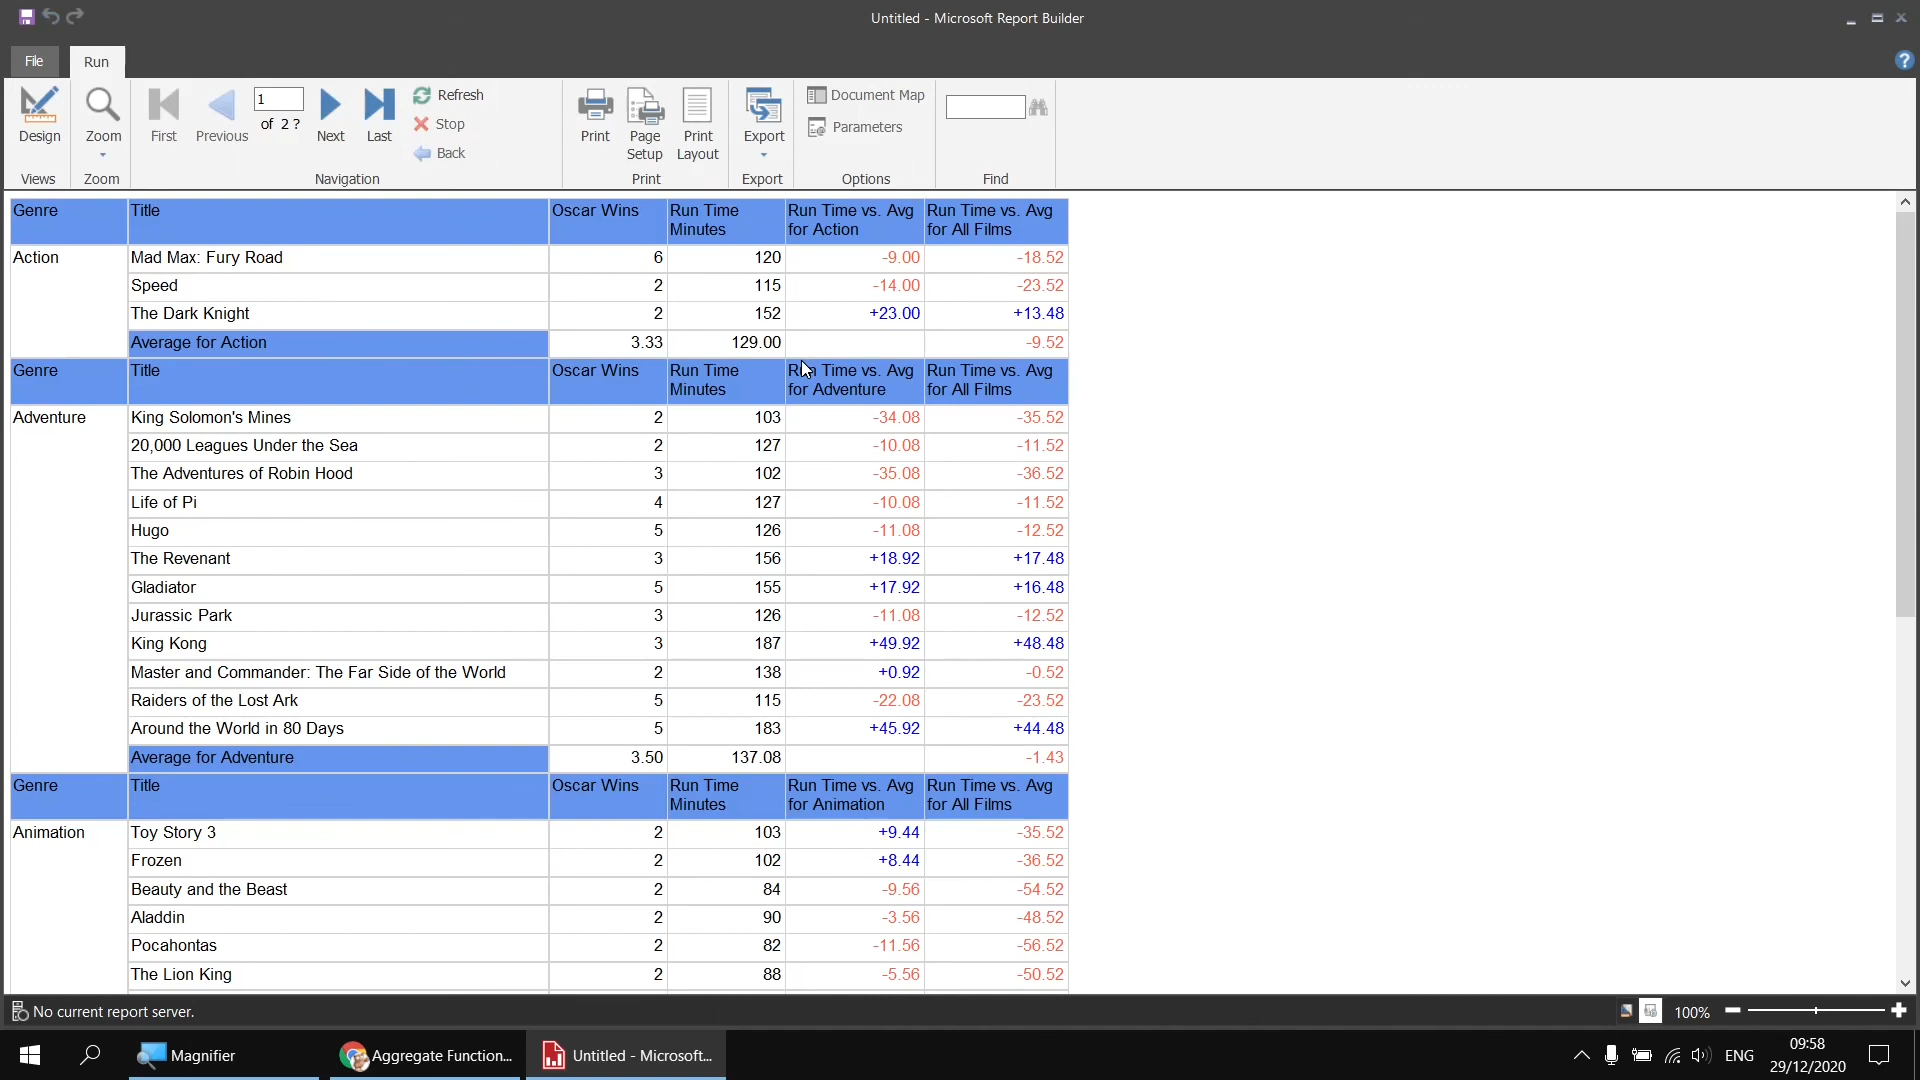 Untitled - Microsoft Report Builder
File Run
Design Zoom First Previous 1 of 2 ? Next Last Refresh Stop Back Print Page Setup Print Layout Export Document Map Parameters
Views Zoom Navigation Print Export Options Find
Genre Title Oscar Wins Run Time Minutes Run Time vs. Avg for Action Run Time vs. Avg for All Films
Action Mad Max: Fury Road 6 120 -9.00 -18.52
Speed 2 115 -14.00 -23.52
The Dark Knight 2 152 +23.00 +13.48
Average for Action 3.33 129.00 -9.52
Genre Title Oscar Wins Run Time Minutes Run Time vs. Avg for Adventure Run Time vs. Avg for All Films
Adventure King Solomon's Mines 2 103 -34.08 -35.52
20,000 Leagues Under the Sea 2 127 -10.08 -11.52
The Adventures of Robin Hood 3 102 -35.08 -36.52
Life of Pi 4 127 -10.08 -11.52
Hugo 5 126 -11.08 -12.52
The Revenant 3 156 +18.92 +17.48
Gladiator 5 155 +17.92 +16.48
Jurassic Park 3 126 -11.08 -12.52
King Kong 3 187 +49.92 +48.48
Master and Commander: The Far Side of the World 2 138 +0.92 -0.52
Raiders of the Lost Ark 5 115 -22.08 -23.52
Around the World in 80 Days 5 183 +45.92 +44.48
Average for Adventure 3.50 137.08 -1.43
Genre Title Oscar Wins Run Time Minutes Run Time vs. Avg for Animation Run Time vs. Avg for All Films
Animation Toy Story 3 2 103 +9.44 -35.52
Frozen 2 102 +8.44 -36.52
Beauty and the Beast 2 84 -9.56 -54.52
Aladdin 2 90 -3.56 -48.52
Pocahontas 2 82 -11.56 -56.52
The Lion King 2 88 -5.56 -50.52
No current report server. 100%
Magnifier Aggregate Function... Untitled - Microsoft... ENG 09:58
29/12/2020